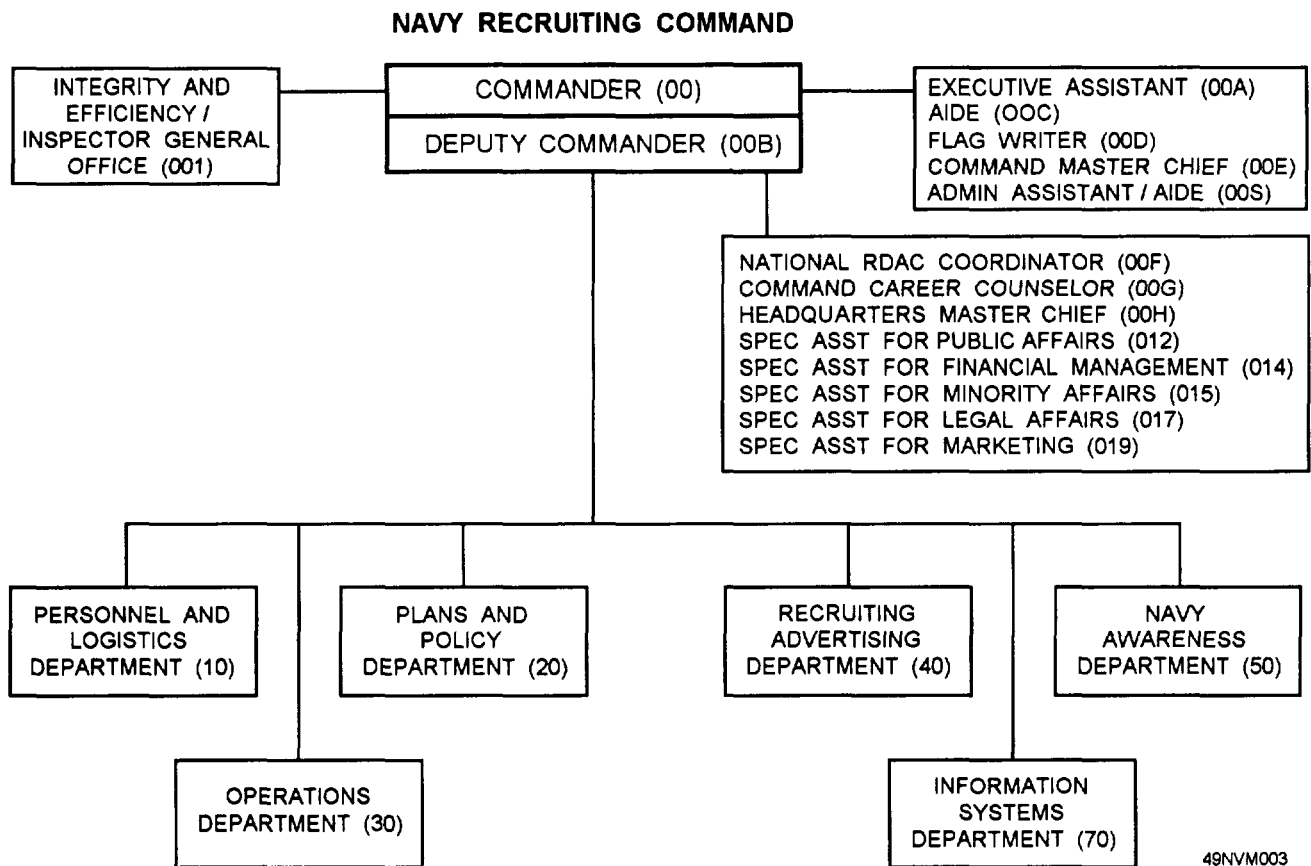 NAVY RECRUITING COMMAND
INTEGRITY AND
EFFICIENCY /
INSPECTOR GENERAL
OFFICE (001)
COMMANDER (00)
DEPUTY COMMANDER (00B)
EXECUTIVE ASSISTANT (00A)
AIDE (OOC)
FLAG WRITER (00D)
COMMAND MASTER CHIEF (00E)
ADMIN ASSISTANT / AIDE (00S)
NATIONAL RDAC COORDINATOR (00F)
COMMAND CAREER COUNSELOR (00G)
HEADQUARTERS MASTER CHIEF (00H)
SPEC ASST FOR PUBLIC AFFAIRS (012)
SPEC ASST FOR FINANCIAL MANAGEMENT (014)
SPEC ASST FOR MINORITY AFFAIRS (015)
SPEC ASST FOR LEGAL AFFAIRS (017)
SPEC ASST FOR MARKETING (019)
PERSONNEL AND
LOGISTICS
DEPARTMENT (10)
PLANS AND
POLICY
DEPARTMENT (20)
RECRUITING
ADVERTISING
DEPARTMENT (40)
NAVY
AWARENESS
DEPARTMENT (50)
OPERATIONS
DEPARTMENT (30)
INFORMATION
SYSTEMS
DEPARTMENT (70)
49NVM003